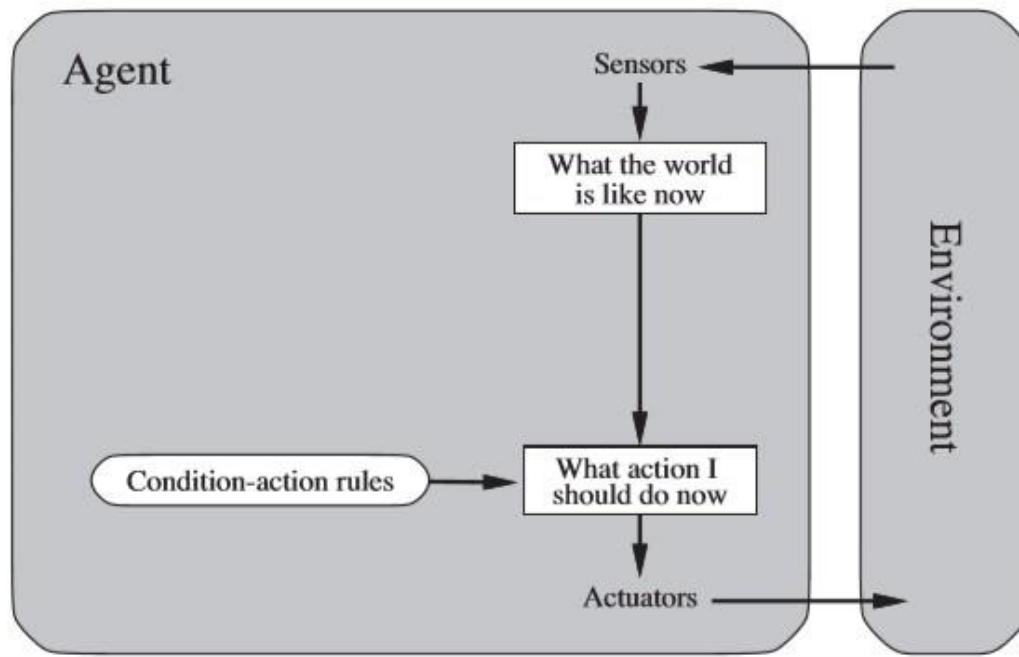 Agent
Sensors
What the world
is like now
Environment
Condition-action rules
What action I
should do now
Actuators